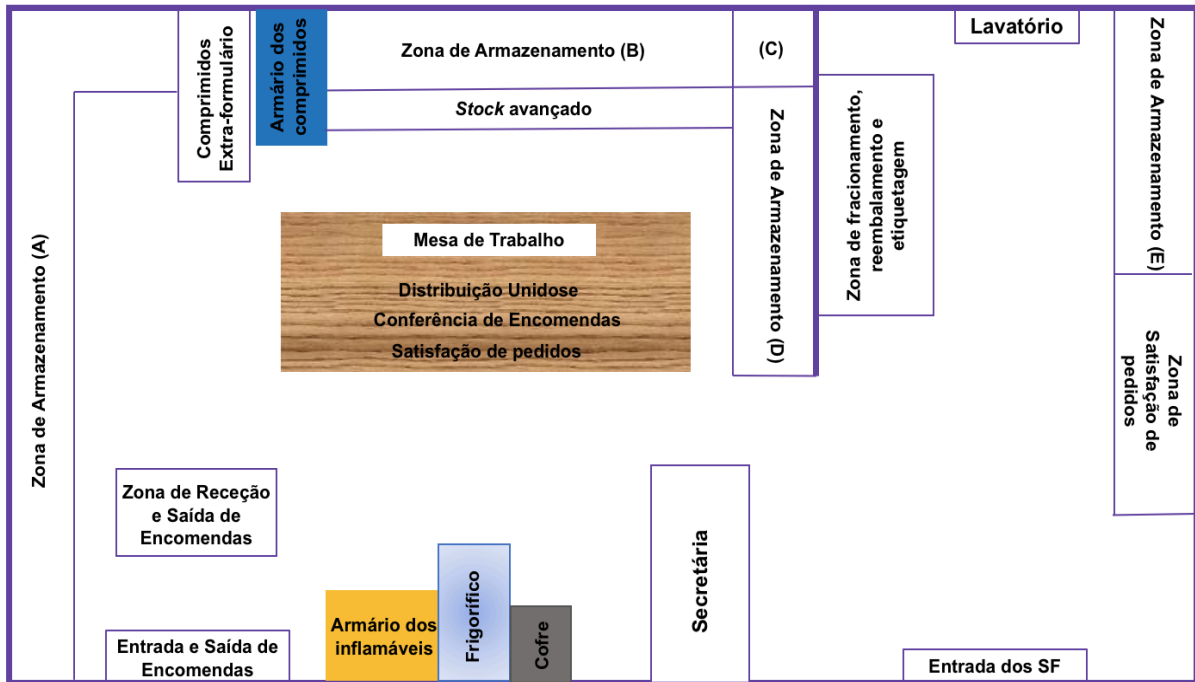 Comprimidos
Extra-formulário
Armário dos
comprimidos
Zona de Armazenamento (B)
(C)
Lavatório
Stock avançado
Zona de Armazenamento (A)
Zona de Armazenamento (D)
Zona de fracionamento,
reembalamento e
etiquetagem
Zona de Armazenamento (E)
Mesa de Trabalho
Distribuição Unidose
Conferência de Encomendas
Satisfação de pedidos
Zona de
Satisfação de
pedidos
Zona de Receção
e Saída de
Encomendas
Entrada e Saída de
Encomendas
Armário dos
inflamáveis
Frigorífico
Cofre
Secretária
Entrada dos SF